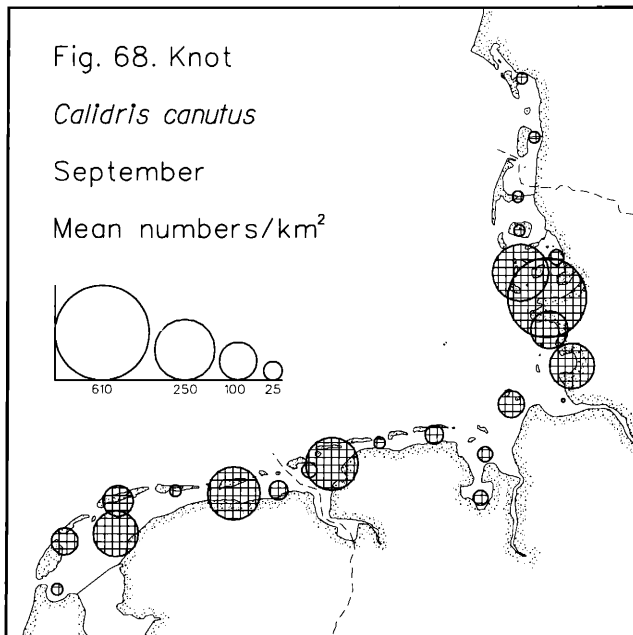 Fig. 68. Knot
Calidris canutus
September
Mean numbers/km²
610 250 100 25